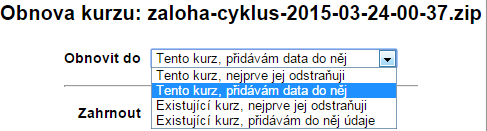 Obnova kurzu: zaloha-cyklus-2015-03-24-00-37.zip
Obnovit do Tento kurz, přidávám data do něj
Tento kurz, nejprve jej odstraňuji
Tento kurz, přidávám data do něj
Existující kurz, nejprve jej odstraňuji
Zahrnout Existující kurz, přidávám do něj údaje